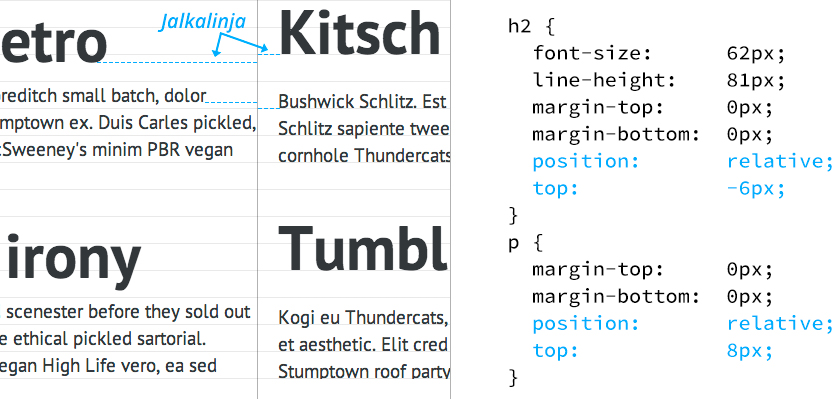 Jalkalinja
etro
reditch small batch, dolor
mptown ex. Duis Carles pickled,
Sweeney's minim PBR vegan
irony
scenester before they sold out
e ethical pickled sartorial.
egan High Life vero, ea sed
Kitsch
Bushwick Schlitz. Est
Schlitz sapiente twee
cornhole Thundercats
Tumbl
Kogi eu Thundercats,
et aesthetic. Elit cred
Stumptown roof party
h2 {
font-size: 62px;
line-height: 81px;
margin-top: 0px;
margin-bottom: 0px;
position: relative;
top: -6px;
}
p {
margin-top: 0px;
margin-bottom: 0px;
position: relative;
top: 8px;
}